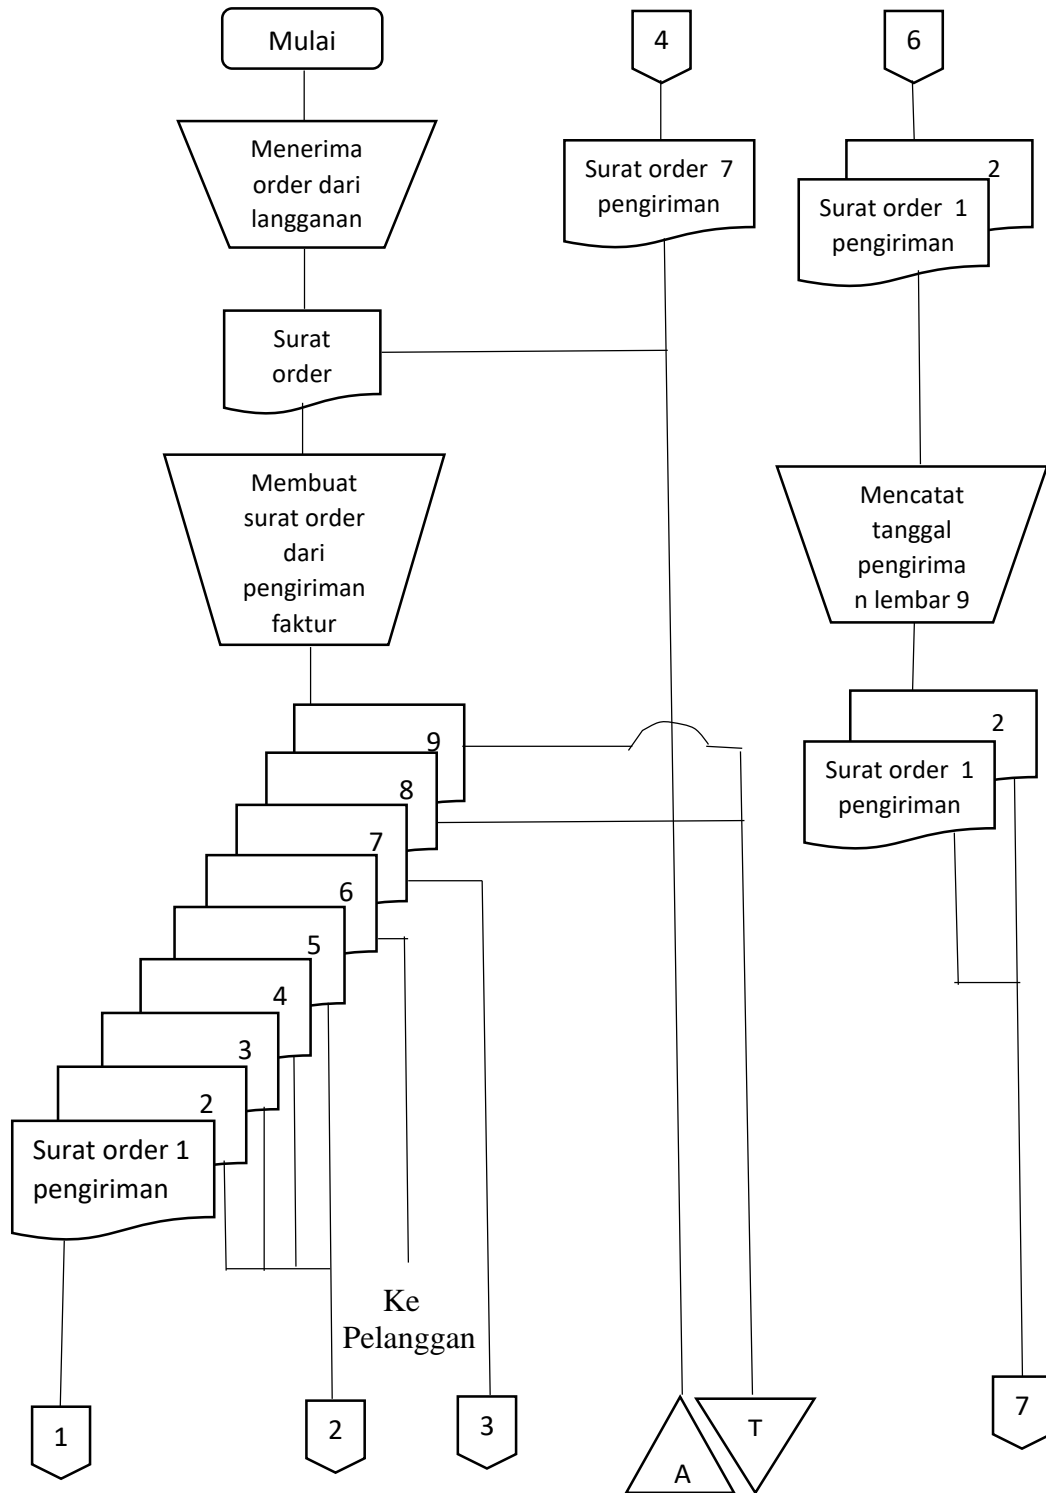 Mulai
Menerima
order dari
langganan
Surat
order
Membuat
surat order
dari
pengiriman
faktur
9
8
7
6
5
4
3
2
Surat order 1
pengiriman
Ke
Pelanggan
1
2
3
4
Surat order 7
pengiriman
A
T
6
2
Surat order 1
pengiriman
Mencatat
tanggal
pengirima
n lembar 9
2
Surat order 1
pengiriman
7